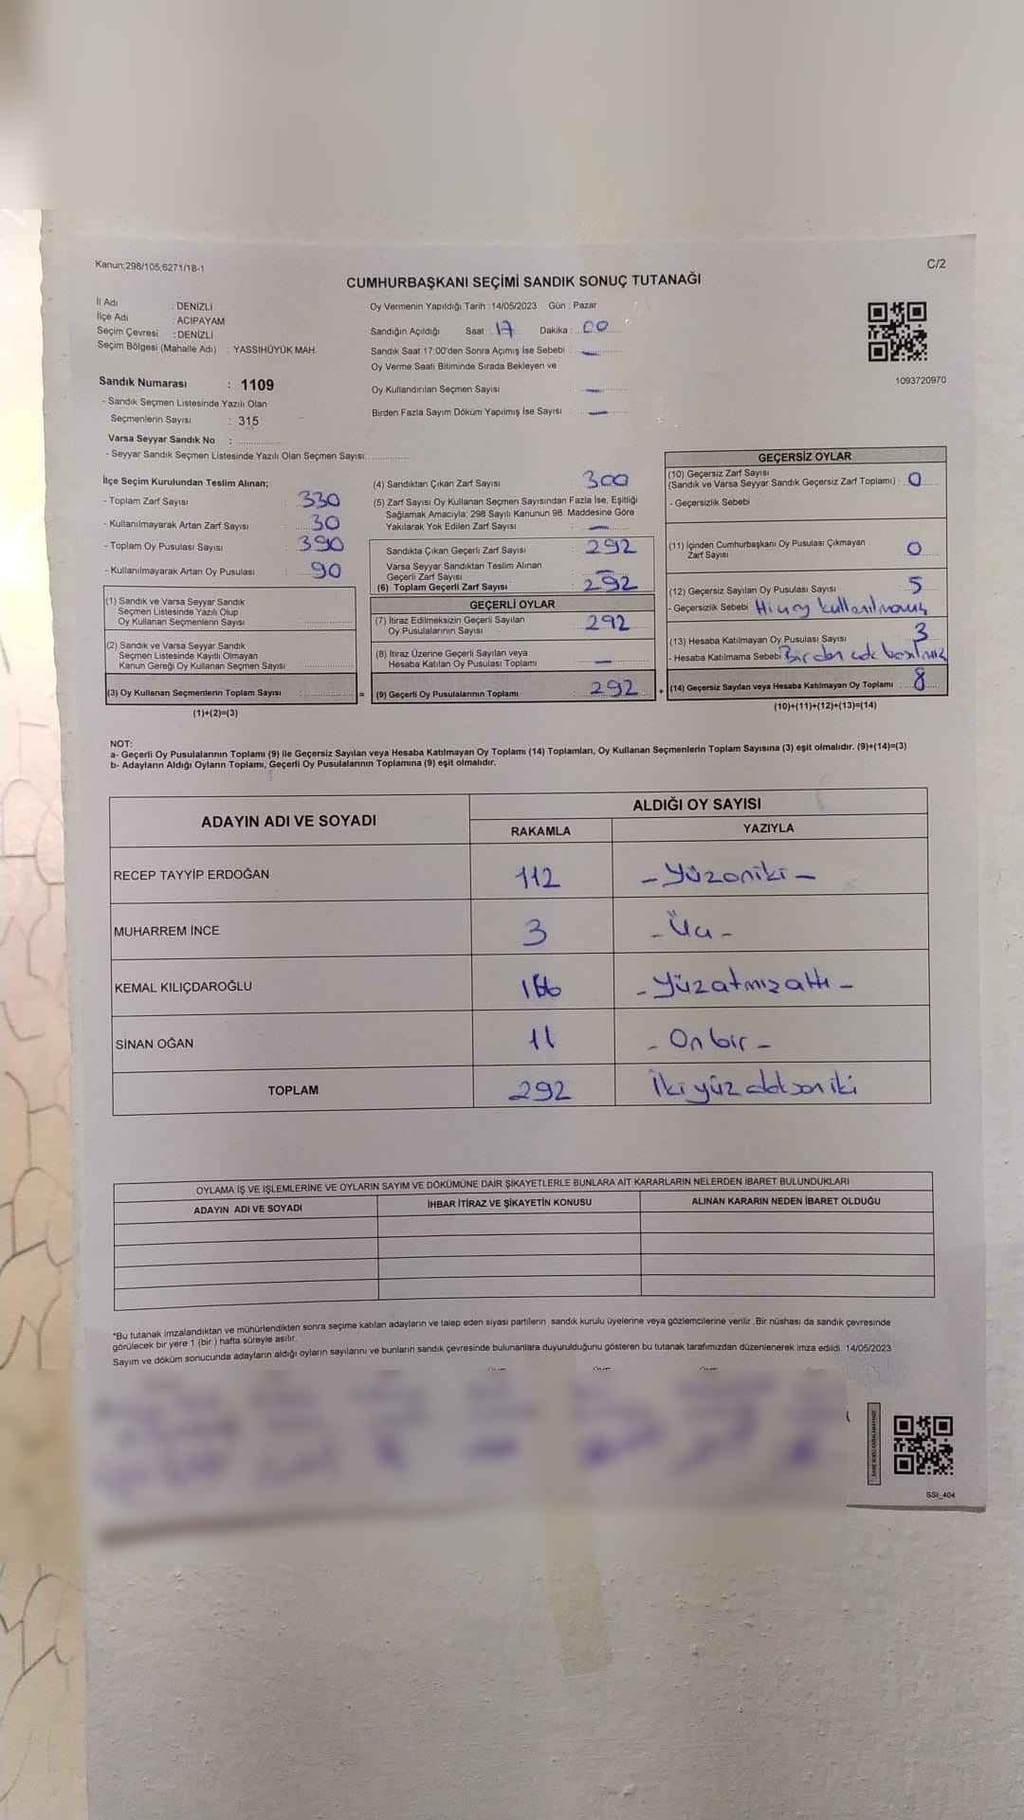 Kanun:298/105;6271/18-1
C/2
CUMHURBAŞKANI SEÇİMİ SANDIK SONUÇ TUTANAĞI
İl Adı : DENİZLİ
İlçe Adı : ACIPAYAM
Seçim Çevresi : DENİZLİ
Seçim Bölgesi (Mahalle Adı) : YASSIHÜYÜK MAH.
Sandık Numarası : 1109
- Sandık Seçmen Listesinde Yazılı Olan
Seçmenlerin Sayısı : 315
Varsa Seyyar Sandık No :
- Seyyar Sandık Seçmen Listesinde Yazılı Olan Seçmen Sayısı
Oy Vermenin Yapıldığı Tarih : 14/05/2023 Gün : Pazar
Sandığın Açıldığı Saat : 17 Dakika : 00
Sandık Saat 17:00'den Sonra Açımış İse Sebebi : —
Oy Verme Saati Bitiminde Sırada Bekleyen ve
Oy Kullandırılan Seçmen Sayısı : —
Birden Fazla Sayım Döküm Yapılmış İse Sayısı : —
1093720970
İlçe Seçim Kurulundan Teslim Alınan;
- Toplam Zarf Sayısı : 330
- Kullanılmayarak Artan Zarf Sayısı : 30
- Toplam Oy Pusulası Sayısı : 390
- Kullanılmayarak Artan Oy Pusulası : 90
(1) Sandık ve Varsa Seyyar Sandık
Seçmen Listesinde Yazılı Olup
Oy Kullanan Seçmenlerin Sayısı
(2) Sandık ve Varsa Seyyar Sandık
Seçmen Listesinde Kayıtlı Olmayan
Kanun Gereği Oy Kullanan Seçmen Sayısı
(3) Oy Kullanan Seçmenlerin Toplam Sayısı : =
(1)+(2)=(3)
(4) Sandıktan Çıkan Zarf Sayısı : 300
(5) Zarf Sayısı Oy Kullanan Seçmen Sayısından Fazla İse, Eşitliği
Sağlamak Amacıyla; 298 Sayılı Kanunun 98. Maddesine Göre
Yakılarak Yok Edilen Zarf Sayısı : —
Sandıkta Çıkan Geçerli Zarf Sayısı : 292
Varsa Seyyar Sandıktan Teslim Alınan
Geçerli Zarf Sayısı : —
(6) Toplam Geçerli Zarf Sayısı : 292
GEÇERLİ OYLAR
(7) İtiraz Edilmeksizin Geçerli Sayılan
Oy Pusulalarının Sayısı : 292
(8) İtiraz Üzerine Geçerli Sayılan veya
Hesaba Katılan Oy Pusulası Toplamı : —
(9) Geçerli Oy Pusulalarının Toplamı : 292 +
GEÇERSİZ OYLAR
(10) Geçersiz Zarf Sayısı
(Sandık ve Varsa Seyyar Sandık Geçersiz Zarf Toplamı) : 0
- Geçersizlik Sebebi
(11) İçinden Cumhurbaşkanı Oy Pusulası Çıkmayan
Zarf Sayısı : 0
(12) Geçersiz Sayılan Oy Pusulası Sayısı : 5
- Geçersizlik Sebebi kullanılmamış
(13) Hesaba Katılmayan Oy Pusulası Sayısı : 3
- Hesaba Katılmama Sebebi Birden çok basılmış
(14) Geçersiz Sayılan veya Hesaba Katılmayan Oy Toplamı : 8
(10)+(11)+(12)+(13)=(14)
NOT:
a- Geçerli Oy Pusulalarının Toplamı (9) ile Geçersiz Sayılan veya Hesaba Katılmayan Oy Toplamı (14) Toplamları, Oy Kullanan Seçmenlerin Toplam Sayısına (3) eşit olmalıdır. (9)+(14)=(3)
b- Adayların Aldığı Oyların Toplamı, Geçerli Oy Pusulalarının Toplamına (9) eşit olmalıdır.
ADAYIN ADI VE SOYADI
ALDIĞI OY SAYISI
RAKAMLA YAZIYLA
RECEP TAYYİP ERDOĞAN 112 - Yüzoniki -
MUHARREM İNCE 3 - Üç -
KEMAL KILIÇDAROĞLU 166 - Yüzatmızaltı -
SİNAN OĞAN 11 - On bir -
TOPLAM 292 İki yüz doksan iki
OYLAMA İŞ VE İŞLEMLERİNE VE OYLARIN SAYIM VE DÖKÜMÜNE DAİR ŞİKAYETLERLE BUNLARA AİT KARARLARIN NELERDEN İBARET BULUNDUKLARI
ADAYIN ADI VE SOYADI İHBAR İTİRAZ VE ŞİKAYETİN KONUSU ALINAN KARARIN NEDEN İBARET OLDUĞU
"Bu tutanak imzalandıktan ve mühürlendikten sonra seçime katılan adayların ve talep eden siyasi partilerin sandık kurulu üyelerine veya gözlemcilerine verilir. Bir nüshası da sandık çevresinde
görülecek bir yere 1 (bir ) hafta süreyle asılır.
Sayım ve döküm sonucunda adayların aldığı oyların sayılarını ve bunların sandık çevresinde bulunanlara duyurulduğunu gösteren bu tutanak tarafımızdan düzenlenerek imza edildi. 14/05/2023
SSI_404